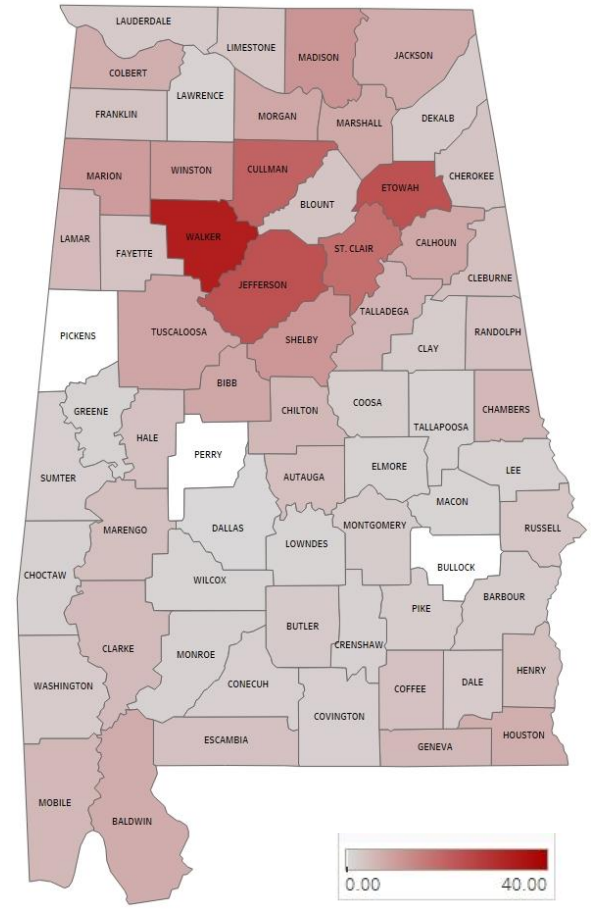 LAUDERDALE
LIMESTONE
MADISON
JACKSON
COLBERT
LAWRENCE
FRANKLIN
MORGAN
MARSHALL
DEKALB
MARION
WINSTON
CULLMAN
ETOWAH
CHEROKEE
BLOUNT
LAMAR
FAYETTE
WALKER
ST. CLAIR
CALHOUN
CLEBURNE
JEFFERSON
PICKENS
TUSCALOOSA
SHELBY
TALLADEGA
CLAY
RANDOLPH
GREENE
BIBB
HALE
CHILTON
COOSA
TALLAPOOSA
CHAMBERS
SUMTER
PERRY
AUTAUGA
ELMORE
LEE
MARENGO
DALLAS
LOWNDES
MONTGOMERY
MACON
RUSSELL
CHOCTAW
WILCOX
BULLOCK
BUTLER
PIKE
BARBOUR
CLARKE
MONROE
CRENSHAW
WASHINGTON
CONECUH
COFFEE
DALE
HENRY
COVINGTON
ESCAMBIA
GENEVA
HOUSTON
MOBILE
BALDWIN
0.00 40.00